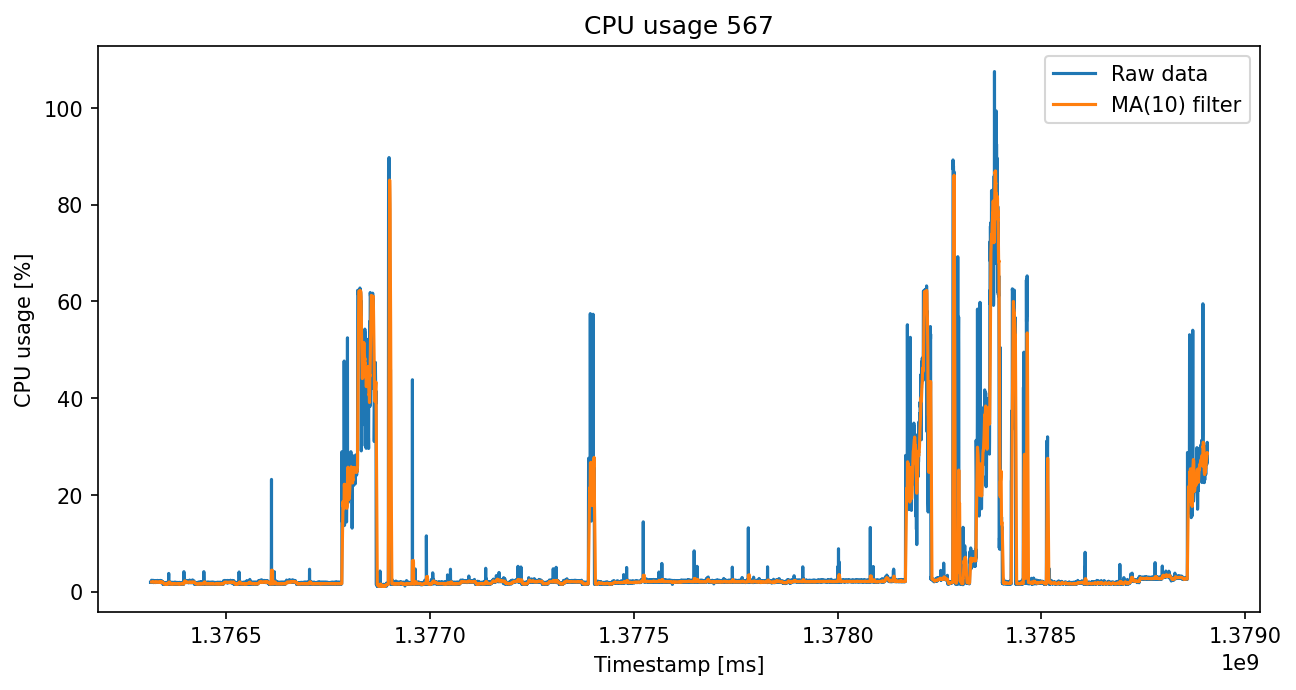 CPU usage 567
Raw data
MA(10) filter
CPU usage [%]
100
80
60
40
20
0
1.3765 1.3770 1.3775 1.3780 1.3785 1.3790
1e9
Timestamp [ms]